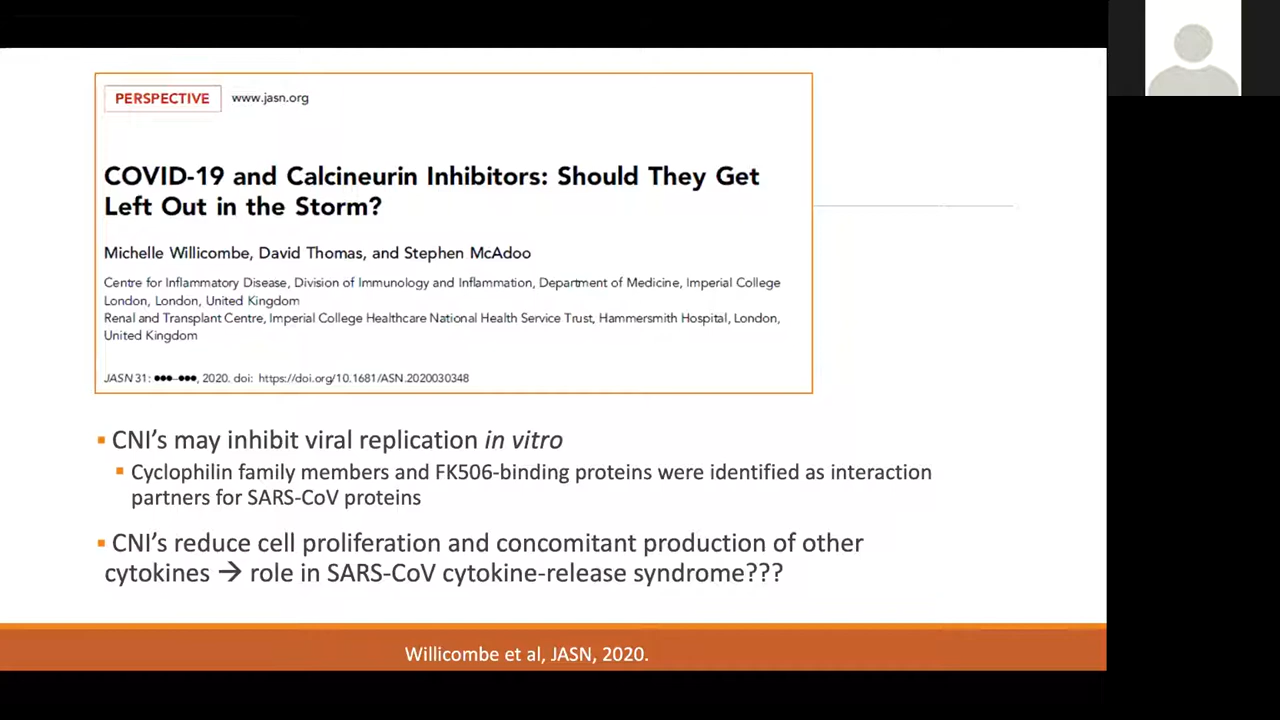 PERSPECTIVE www.jasn.org
COVID-19 and Calcineurin Inhibitors: Should They Get
Left Out in the Storm?
Michelle Willicombe, David Thomas, and Stephen McAdoo
Centre for Inflammatory Disease, Division of Immunology and Inflammation, Department of Medicine, Imperial College
London, London, United Kingdom
Renal and Transplant Centre, Imperial College Healthcare National Health Service Trust, Hammersmith Hospital, London,
United Kingdom
JASN 31: ●●●–●●●, 2020. doi: https://doi.org/10.1681/ASN.2020030348
▪ CNI's may inhibit viral replication in vitro
▪ Cyclophilin family members and FK506-binding proteins were identified as interaction
partners for SARS-CoV proteins
▪ CNI's reduce cell proliferation and concomitant production of other
cytokines → role in SARS-CoV cytokine-release syndrome???
Willicombe et al, JASN, 2020.